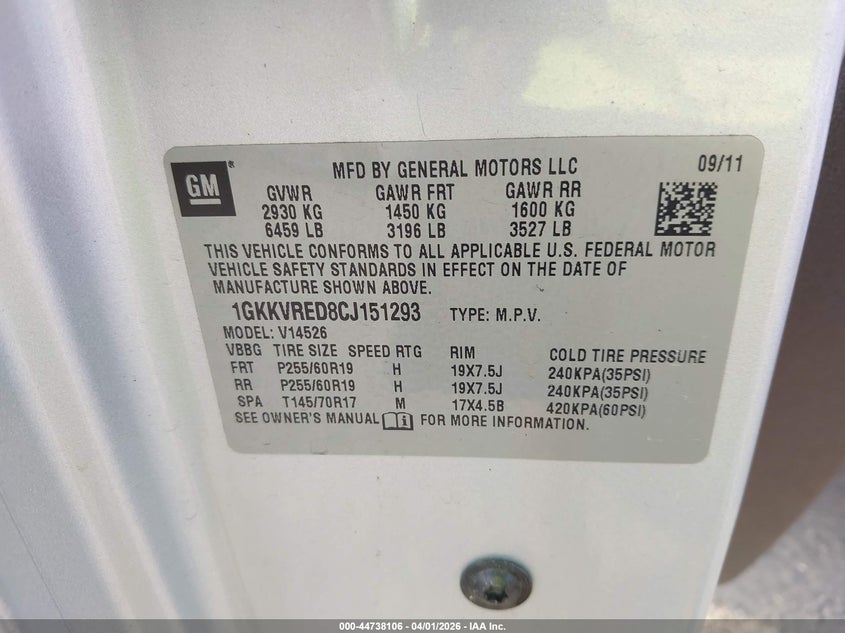 GM ® MFD BY GENERAL MOTORS LLC 09/11
GVWR GAWR FRT GAWR RR
2930 KG 1450 KG 1600 KG
6459 LB 3196 LB 3527 LB
THIS VEHICLE CONFORMS TO ALL APPLICABLE U.S. FEDERAL MOTOR
VEHICLE SAFETY STANDARDS IN EFFECT ON THE DATE OF
MANUFACTURE SHOWN ABOVE.
1GKKVRED8CJ151293 TYPE: M.P.V.
MODEL: V14526
VBBG TIRE SIZE SPEED RTG RIM COLD TIRE PRESSURE
FRT P255/60R19 H 19X7.5J 240KPA(35PSI)
RR P255/60R19 H 19X7.5J 240KPA(35PSI)
SPA T145/70R17 M 17X4.5B 420KPA(60PSI)
SEE OWNER'S MANUAL FOR MORE INFORMATION.
000-44738106 - 04/01/2026 - IAA Inc.